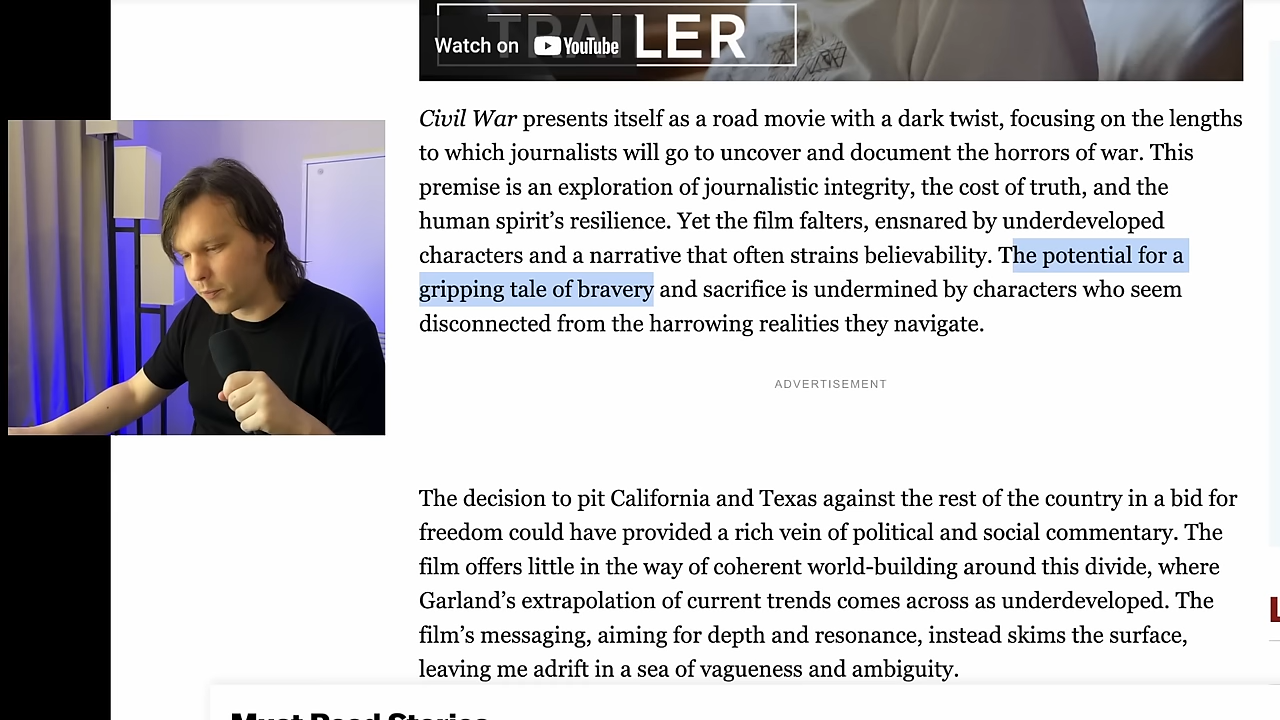 TRAILER
Watch on YouTube
Civil War presents itself as a road movie with a dark twist, focusing on the lengths
to which journalists will go to uncover and document the horrors of war. This
premise is an exploration of journalistic integrity, the cost of truth, and the
human spirit’s resilience. Yet the film falters, ensnared by underdeveloped
characters and a narrative that often strains believability. The potential for a
gripping tale of bravery and sacrifice is undermined by characters who seem
disconnected from the harrowing realities they navigate.
ADVERTISEMENT
The decision to pit California and Texas against the rest of the country in a bid for
freedom could have provided a rich vein of political and social commentary. The
film offers little in the way of coherent world-building around this divide, where
Garland’s extrapolation of current trends comes across as underdeveloped. The
film’s messaging, aiming for depth and resonance, instead skims the surface,
leaving me adrift in a sea of vagueness and ambiguity.
Must Read Stories